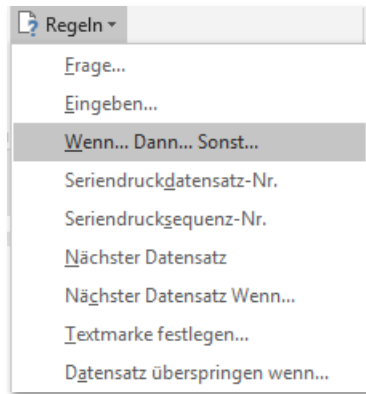 Regeln
Frage...
Eingeben...
Wenn... Dann... Sonst...
Seriendruckdatensatz-Nr.
Seriendrucksequenz-Nr.
Nächster Datensatz
Nächster Datensatz Wenn...
Textmarke festlegen...
Datensatz überspringen wenn...